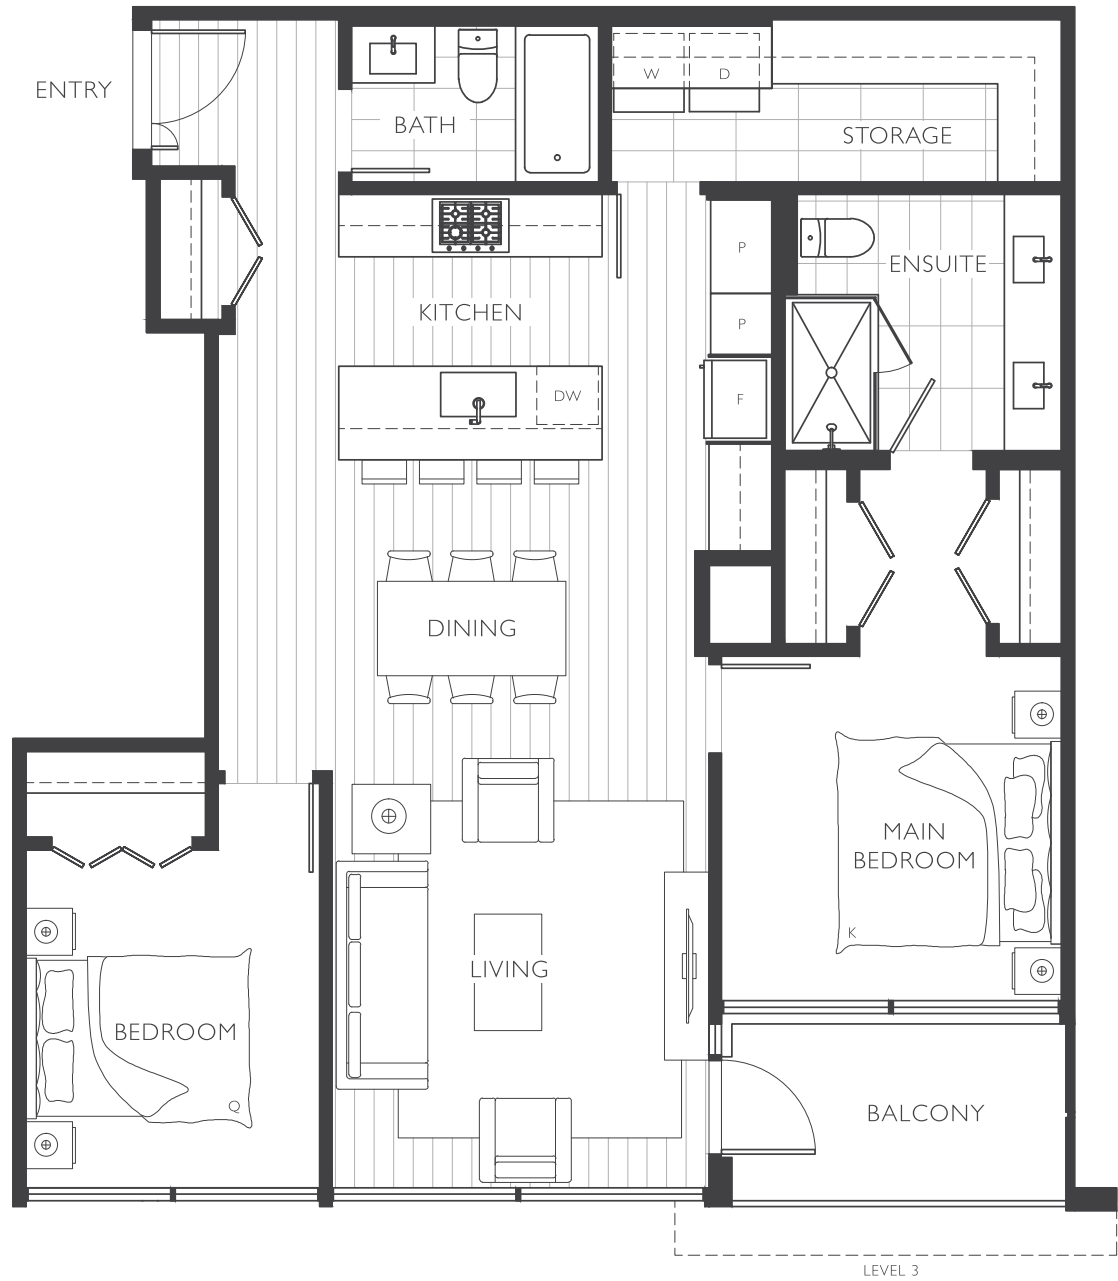 W
D
ENTRY
BATH
STORAGE
P
ENSUITE
KITCHEN
P
DW
F
DINING
MAIN
BEDROOM
K
LIVING
BEDROOM
Q
BALCONY
LEVEL 3